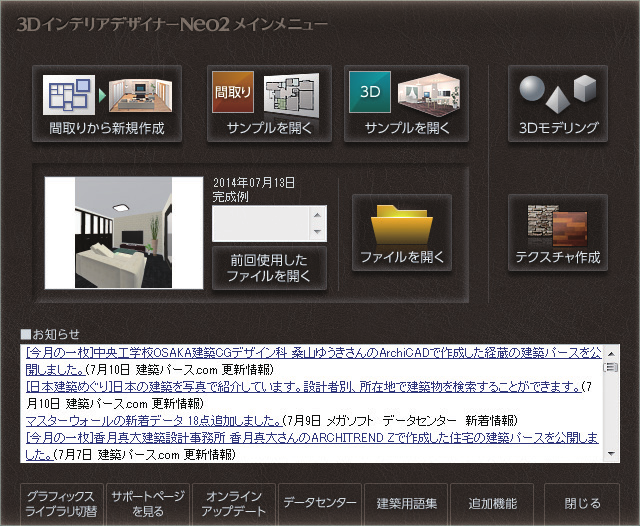 3DインテリアデザイナーNeo2 メインメニュー
間取りから新規作成
間取り
サンプルを開く
3D
サンプルを開く
3Dモデリング
2014年07月13日
完成例
前回使用した
ファイルを開く
ファイルを開く
テクスチャ作成
■お知らせ
[今月の一枚]中央工学校OSAKA建築CGデザイン科 桑山ゆうきさんのArchiCADで作成した経蔵の建築パースを公
開しました。(7月10日 建築パース.com 更新情報)
[日本建築めぐり]日本の建築を写真で紹介しています。設計者別、所在地で建築物を検索することができます。(7
月10日 建築パース.com 更新情報)
マスターウォールの新着データ 18点追加しました。(7月9日 メガソフト データセンター 新着情報)
[今月の一枚]香月真大建築設計事務所 香月真大さんのARCHITREND Zで作成した住宅の建築パースを公開しま
した。(7月7日 建築パース.com 更新情報)
グラフィックス
ライブラリ切替
サポートページ
を見る
オンライン
アップデート
データセンター
建築用語集
追加機能
閉じる